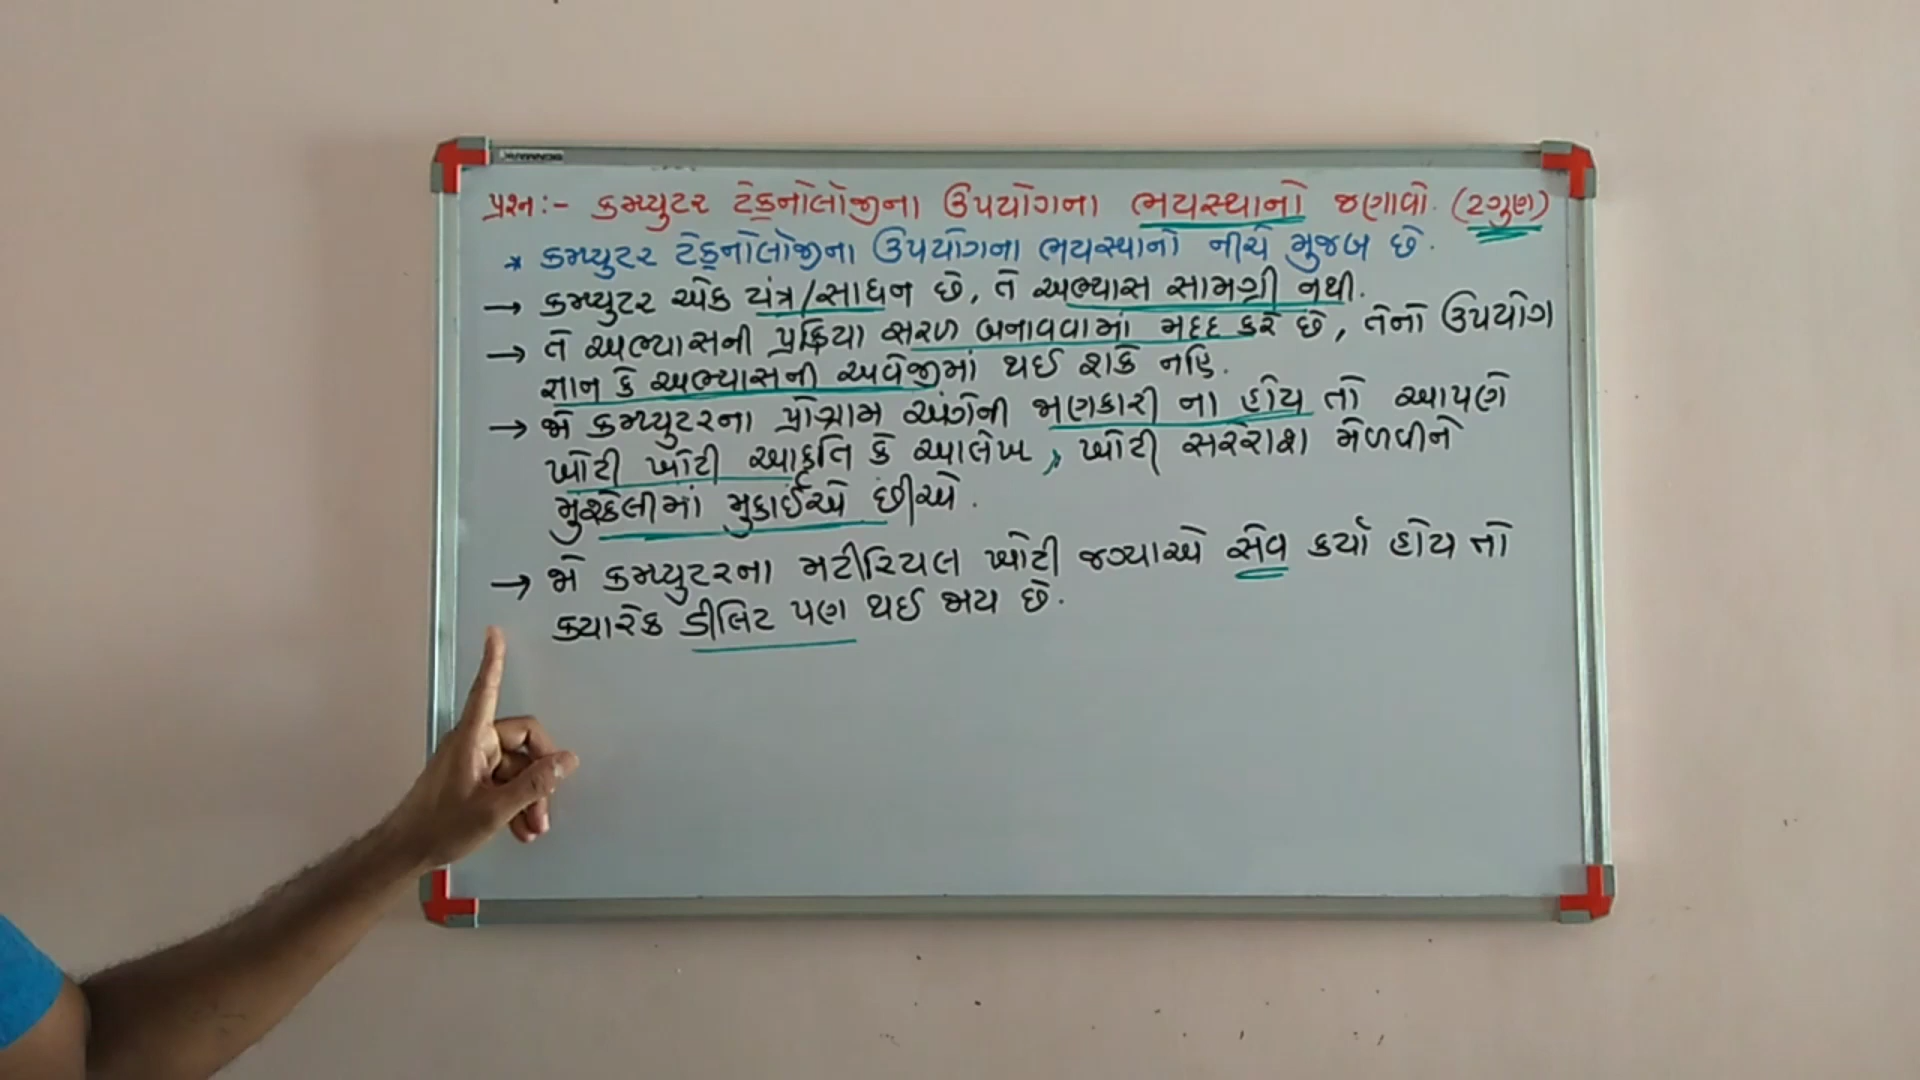 પ્રશ્ન:- કમ્પ્યુટર ટેક્નોલોજીના ઉપયોગના ભયસ્થાનો જણાવો. (૨ગુણ)
* કમ્પ્યુટર ટેક્નોલોજીના ઉપયોગના ભયસ્થાનો નીચે મુજબ છે.
→ કમ્પ્યુટર એક યંત્ર/સાધન છે, તે અભ્યાસ સામગ્રી નથી.
→ તે અભ્યાસની પ્રક્રિયા સરળ બનાવવામાં મદદ કરે છે, તેનો ઉપયોગ
જ્ઞાન કે અભ્યાસની અવેજીમાં થઈ શકે નહિ.
→ જો કમ્પ્યુટરના પ્રોગ્રામ અંગેની જાણકારી ના હોય તો આપણે
ખોટી ખોટી આકૃતિ કે આલેખ, ખોટી સરેરાશ મેળવીને
મુશ્કેલીમાં મુકાઈએ છીએ.
→ જો કમ્પ્યુટરના મટીરિયલ ખોટી જગ્યાએ સેવ કર્યો હોય તો
ક્યારેક ડીલિટ પણ થઈ જાય છે.